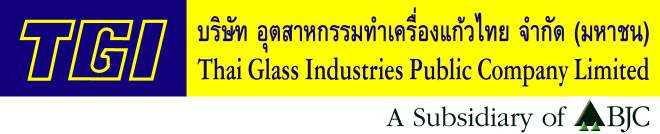 TGI
บริษัท อุตสาหกรรมทำเครื่องแก้วไทย จำกัด (มหาชน)
Thai Glass Industries Public Company Limited
A Subsidiary of BJC